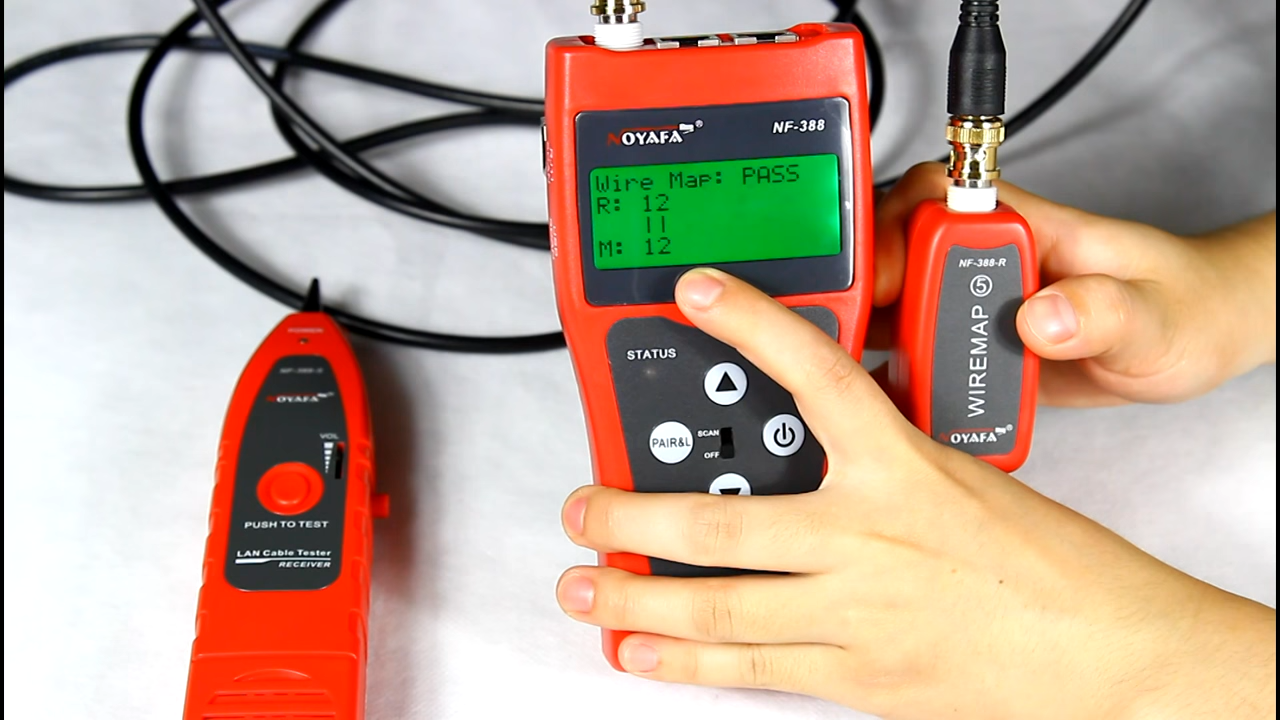 NOYAFA®
NF-388
Wire Map: PASS
R: 12
||
M: 12
STATUS
PAIR&L
SCAN
OFF
NF-388-R
WIREMAP ⑤
NOYAFA®
POWER
NOYAFA
VOL
PUSH TO TEST
LAN Cable Tester
RECEIVER